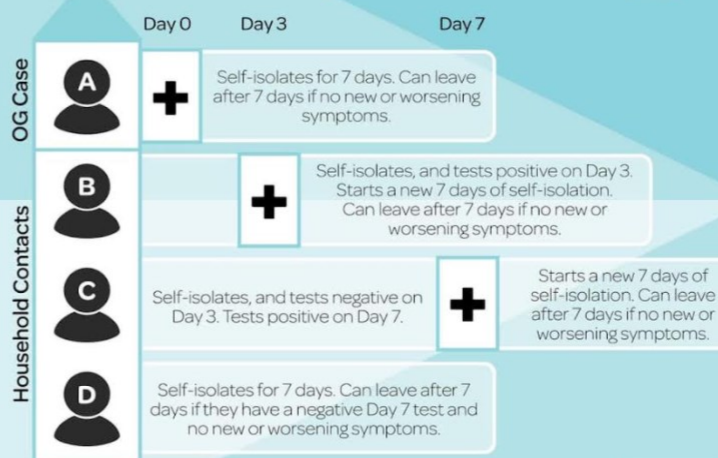 Day 0
Day 3
Day 7
OG Case
A
Self-isolates for 7 days. Can leave
after 7 days if no new or worsening
symptoms.
Household Contacts
B
Self-isolates, and tests positive on Day 3.
Starts a new 7 days of self-isolation.
Can leave after 7 days if no new or
worsening symptoms.
C
Self-isolates, and tests negative on
Day 3. Tests positive on Day 7.
Starts a new 7 days of
self-isolation. Can leave
after 7 days if no new or
worsening symptoms.
D
Self-isolates for 7 days. Can leave after 7
days if they have a negative Day 7 test and
no new or worsening symptoms.